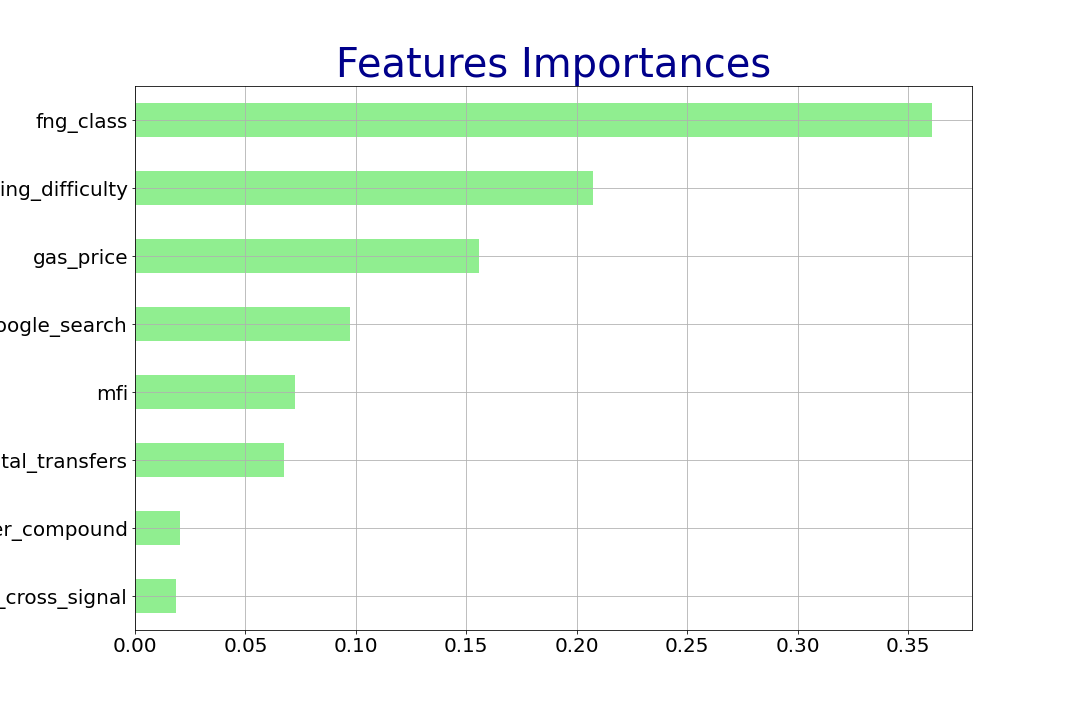 Features Importances
fng_class
ing_difficulty
gas_price
oogle_search
mfi
tal_transfers
er_compound
_cross_signal
0.00 0.05 0.10 0.15 0.20 0.25 0.30 0.35